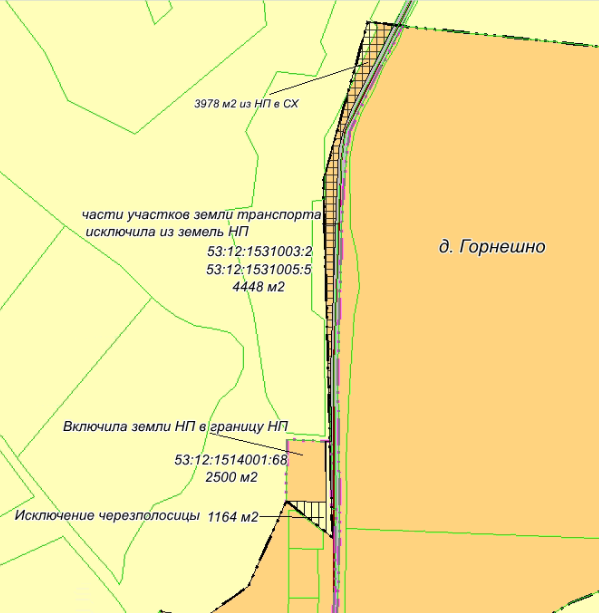 3978 м2 из НП в СХ
части участков земли транспорта
исключила из земель НП
53:12:1531003:2
53:12:1531005:5
4448 м2
д. Горнешно
Включила земли НП в границу НП
53:12:1514001:68
2500 м2
Исключение черезполосицы 1164 м2